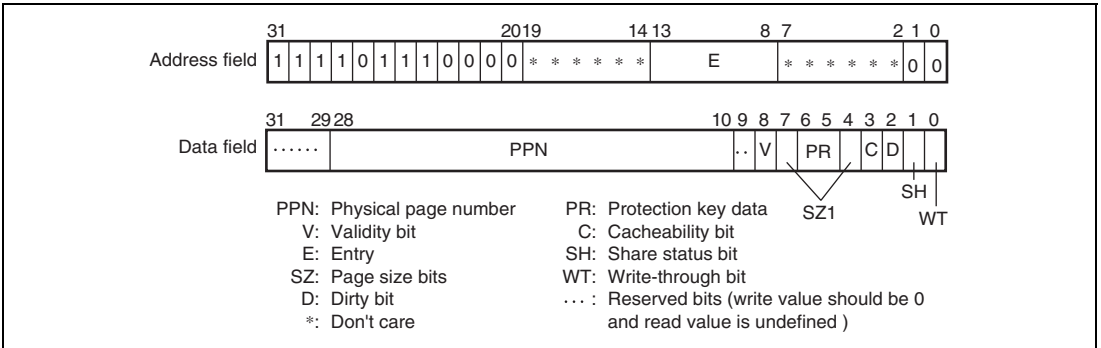 31 2019 14 13 8 7 2 1 0
Address field 1 1 1 1 0 1 1 1 0 0 0 0 * * * * * * E * * * * * * 0 0
31 29 28 10 9 8 7 6 5 4 3 2 1 0
Data field ...... PPN .. V PR C D
SZ1 SH WT
PPN: Physical page number
V: Validity bit
E: Entry
SZ: Page size bits
D: Dirty bit
*: Don't care
PR: Protection key data
C: Cacheability bit
SH: Share status bit
WT: Write-through bit
... : Reserved bits (write value should be 0
and read value is undefined )